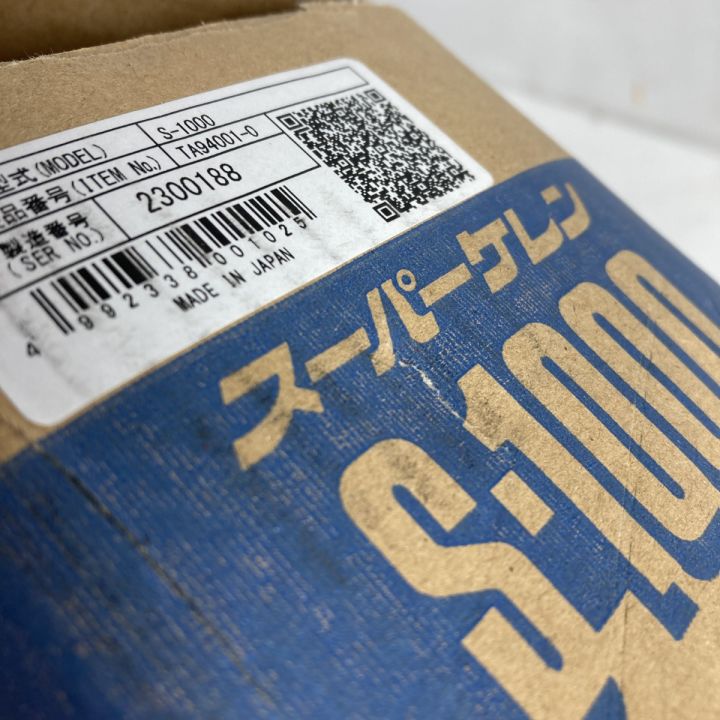 型式(MODEL) S-1000
品番号(ITEM No.) TA94001-0
製造番号 2300188
(SER NO.)
4 992338 001025
MADE IN JAPAN
スーパーケレン
S-1000